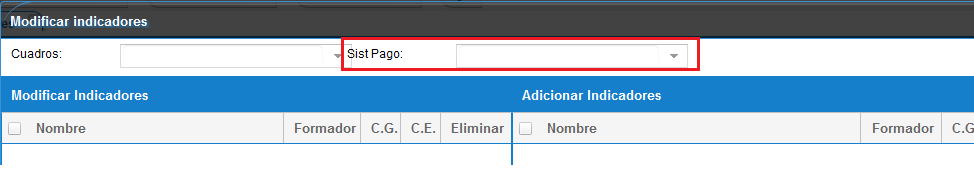 Modificar indicadores
Cuadros: Sist Pago:
Modificar Indicadores Adicionar Indicadores
Nombre Formador C.G. C.E. Eliminar Nombre Formador